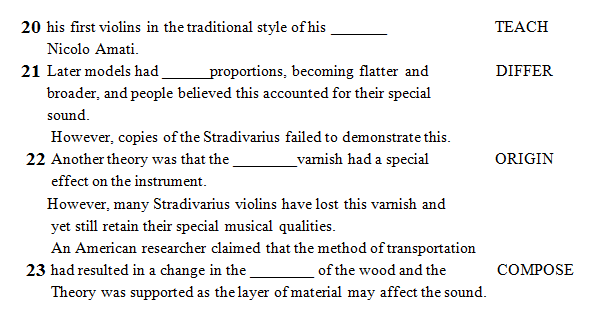 20 his first violins in the traditional style of his ________ TEACH
Nicolo Amati.
21 Later models had _______proportions, becoming flatter and DIFFER
broader, and people believed this accounted for their special
sound.
However, copies of the Stradivarius failed to demonstrate this.
22 Another theory was that the _________varnish had a special ORIGIN
effect on the instrument.
However, many Stradivarius violins have lost this varnish and
yet still retain their special musical qualities.
An American researcher claimed that the method of transportation
23 had resulted in a change in the _________ of the wood and the COMPOSE
Theory was supported as the layer of material may affect the sound.